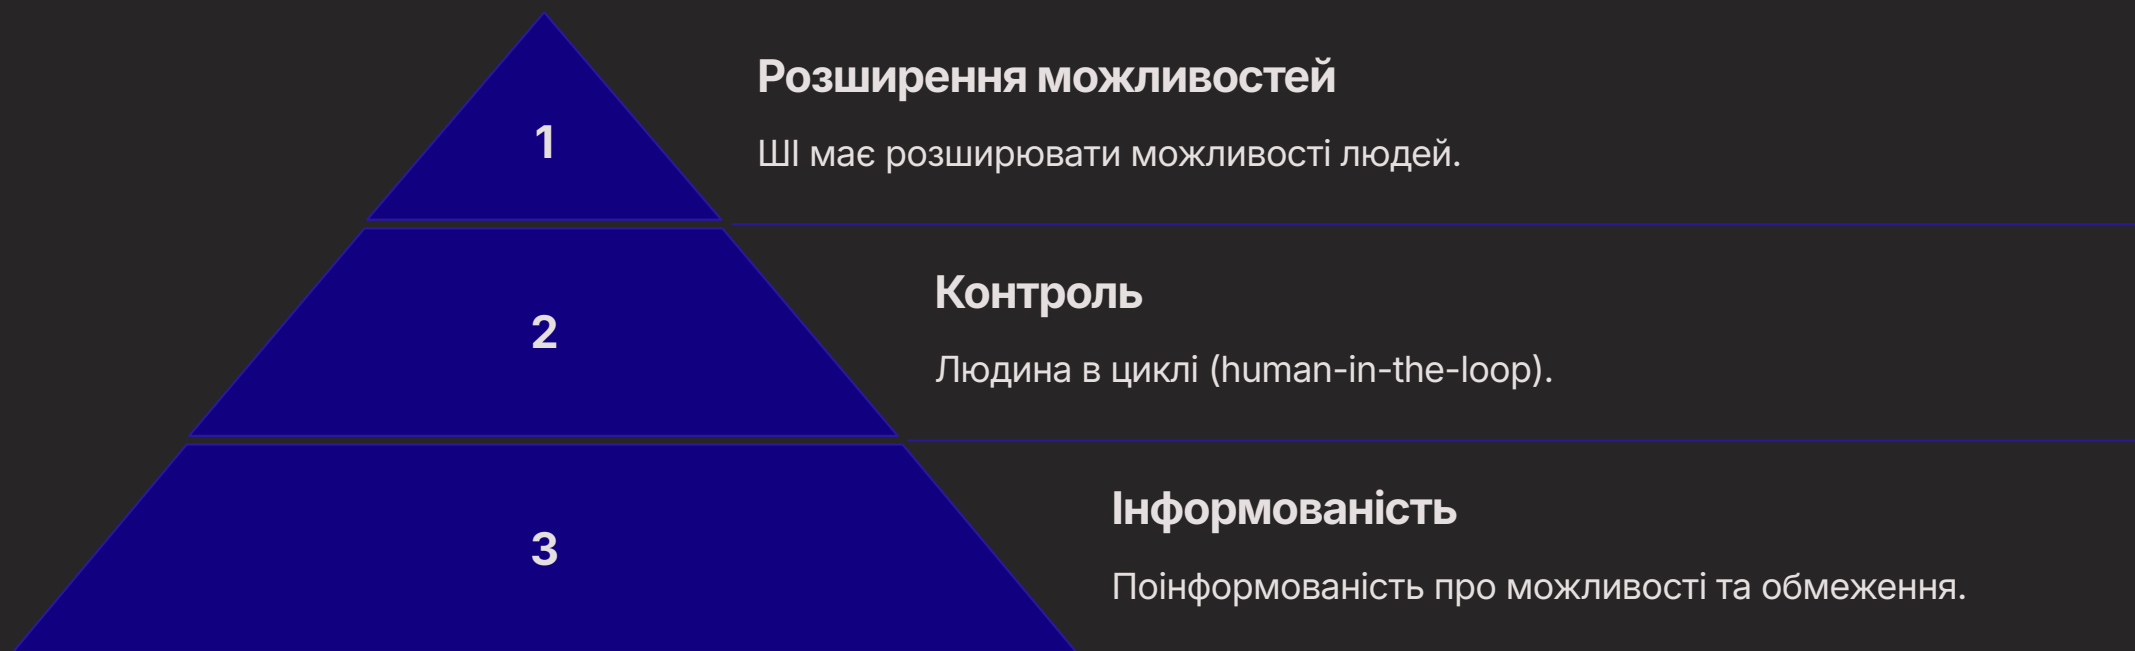 1
Розширення можливостей
ШІ має розширювати можливості людей.
2
Контроль
Людина в циклі (human-in-the-loop).
3
Інформованість
Поінформованість про можливості та обмеження.